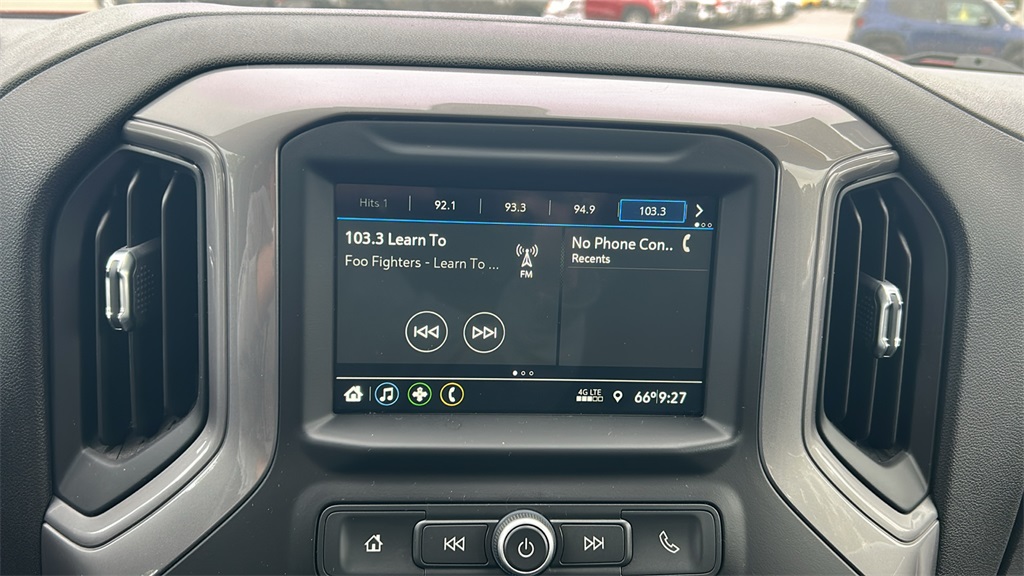 Hits 1 92.1 93.3 94.9 103.3
103.3 Learn To
Foo Fighters - Learn To ...
FM
No Phone Con..
Recents
4G LTE
66° 9:27